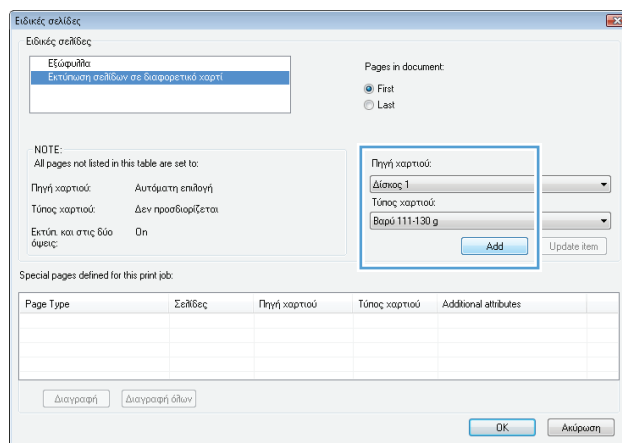 Ειδικές σελίδες
Ειδικές σελίδες
Εξώφυλλα
Εκτύπωση σελίδων σε διαφορετικό χαρτί
Pages in document:
First
Last
NOTE:
All pages not listed in this table are set to:
Πηγή χαρτιού: Αυτόματη επιλογή
Τύπος χαρτιού: Δεν προσδιορίζεται
Εκτύπ. και στις δύο όψεις: On
Πηγή χαρτιού:
Δίσκος 1
Τύπος χαρτιού:
Βαρύ 111-130 g
Add Update item
Special pages defined for this print job:
Page Type Σελίδες Πηγή χαρτιού Τύπος χαρτιού Additional attributes
Διαγραφή Διαγραφή όλων
OK Ακύρωση